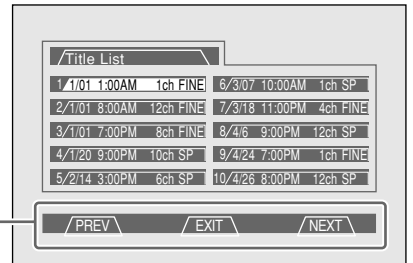 Title List
1/1/01 1:00AM 1ch FINE
2/1/01 8:00AM 12ch FINE
3/1/01 7:00PM 8ch FINE
4/1/20 9:00PM 10ch SP
5/2/14 3:00PM 6ch SP
6/3/07 10:00AM 1ch SP
7/3/18 11:00PM 4ch FINE
8/4/6 9:00PM 12ch SP
9/4/24 7:00PM 1ch FINE
10/4/26 8:00PM 12ch SP
PREV EXIT NEXT